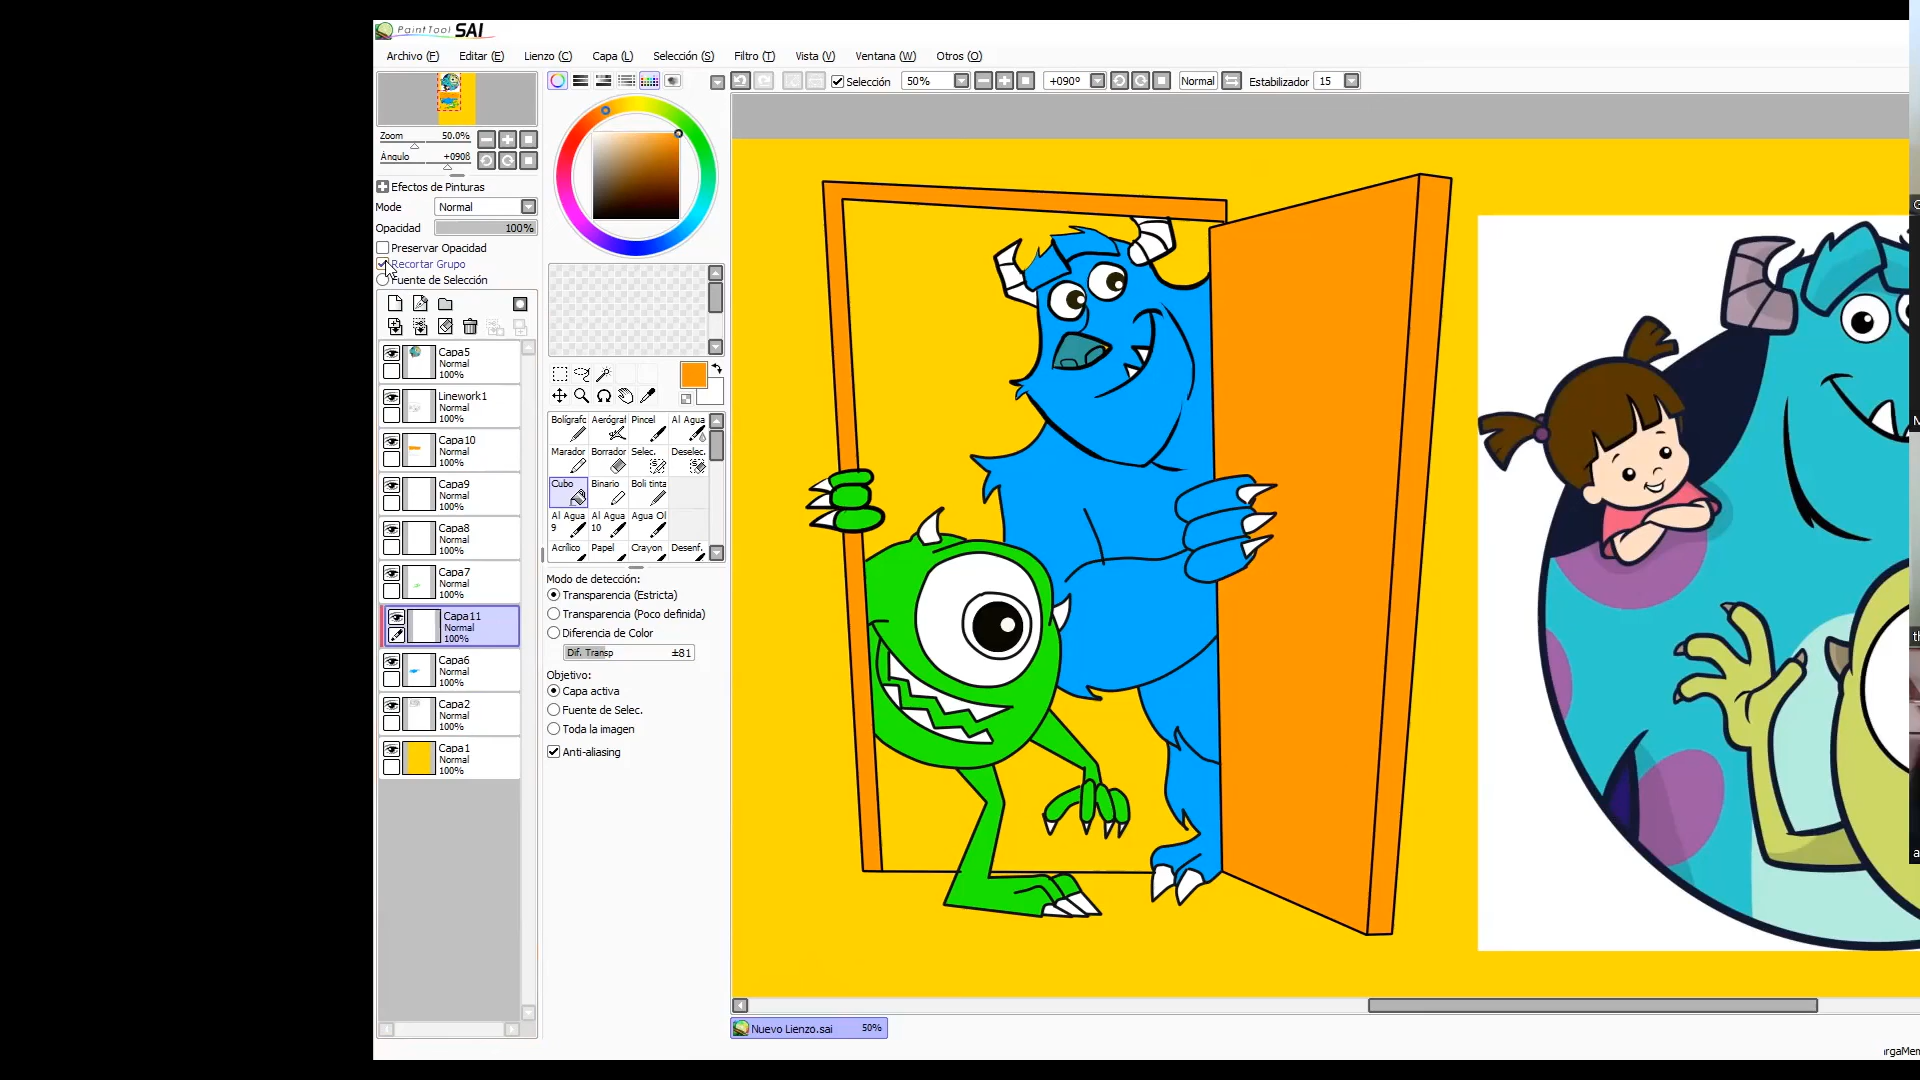 PaintTool SAI
Archivo (F) Editar (E) Lienzo (C) Capa (L) Selección (S) Filtro (T) Vista (V) Ventana (W) Otros (O)
Selección 50% +090º Normal Estabilizador 15
Zoom 50.0%
Ángulo +090ß
Efectos de Pinturas
Mode Normal
Opacidad 100%
Preservar Opacidad
Recortar Grupo
Fuente de Selección
Capa5
Normal
100%
Linework1
Normal
100%
Capa10
Normal
100%
Capa9
Normal
100%
Capa8
Normal
100%
Capa7
Normal
100%
Capa11
Normal
100%
Capa6
Normal
100%
Capa2
Normal
100%
Capa1
Normal
100%
Bolígrafo Aerógraf Pincel Al Agua
Marador Borrador Selec. Deselec.
Cubo Binario Boli tinta
Al Agua 9 Al Agua 10 Agua Ol
Acrílico Papel Crayon Desenf.
Modo de detección:
Transparencia (Estricta)
Transparencia (Poco definida)
Diferencia de Color
Dif. Transp ±81
Objetivo:
Capa activa
Fuente de Selec.
Toda la imagen
Anti-aliasing
Nuevo Lienzo.sai 50%